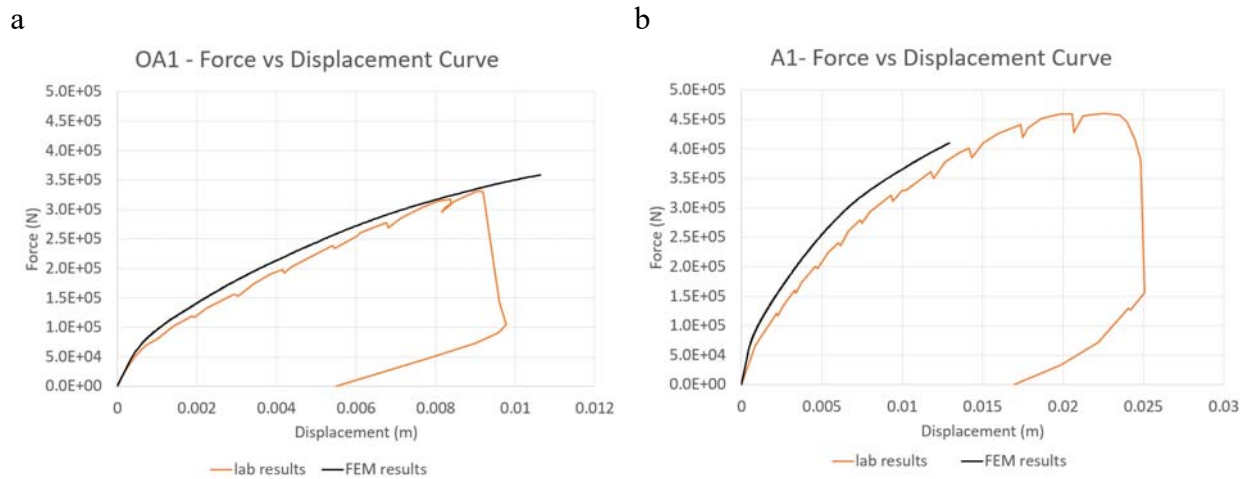 a
OA1 - Force vs Displacement Curve
5.0E+05
4.5E+05
4.0E+05
3.5E+05
3.0E+05
2.5E+05
2.0E+05
1.5E+05
1.0E+05
5.0E+04
0.0E+00
Force (N)
0 0.002 0.004 0.006 0.008 0.01 0.012
Displacement (m)
lab results FEM results
b
A1- Force vs Displacement Curve
5.0E+05
4.5E+05
4.0E+05
3.5E+05
3.0E+05
2.5E+05
2.0E+05
1.5E+05
1.0E+05
5.0E+04
0.0E+00
Force (N)
0 0.005 0.01 0.015 0.02 0.025 0.03
Displacement (m)
lab results FEM results